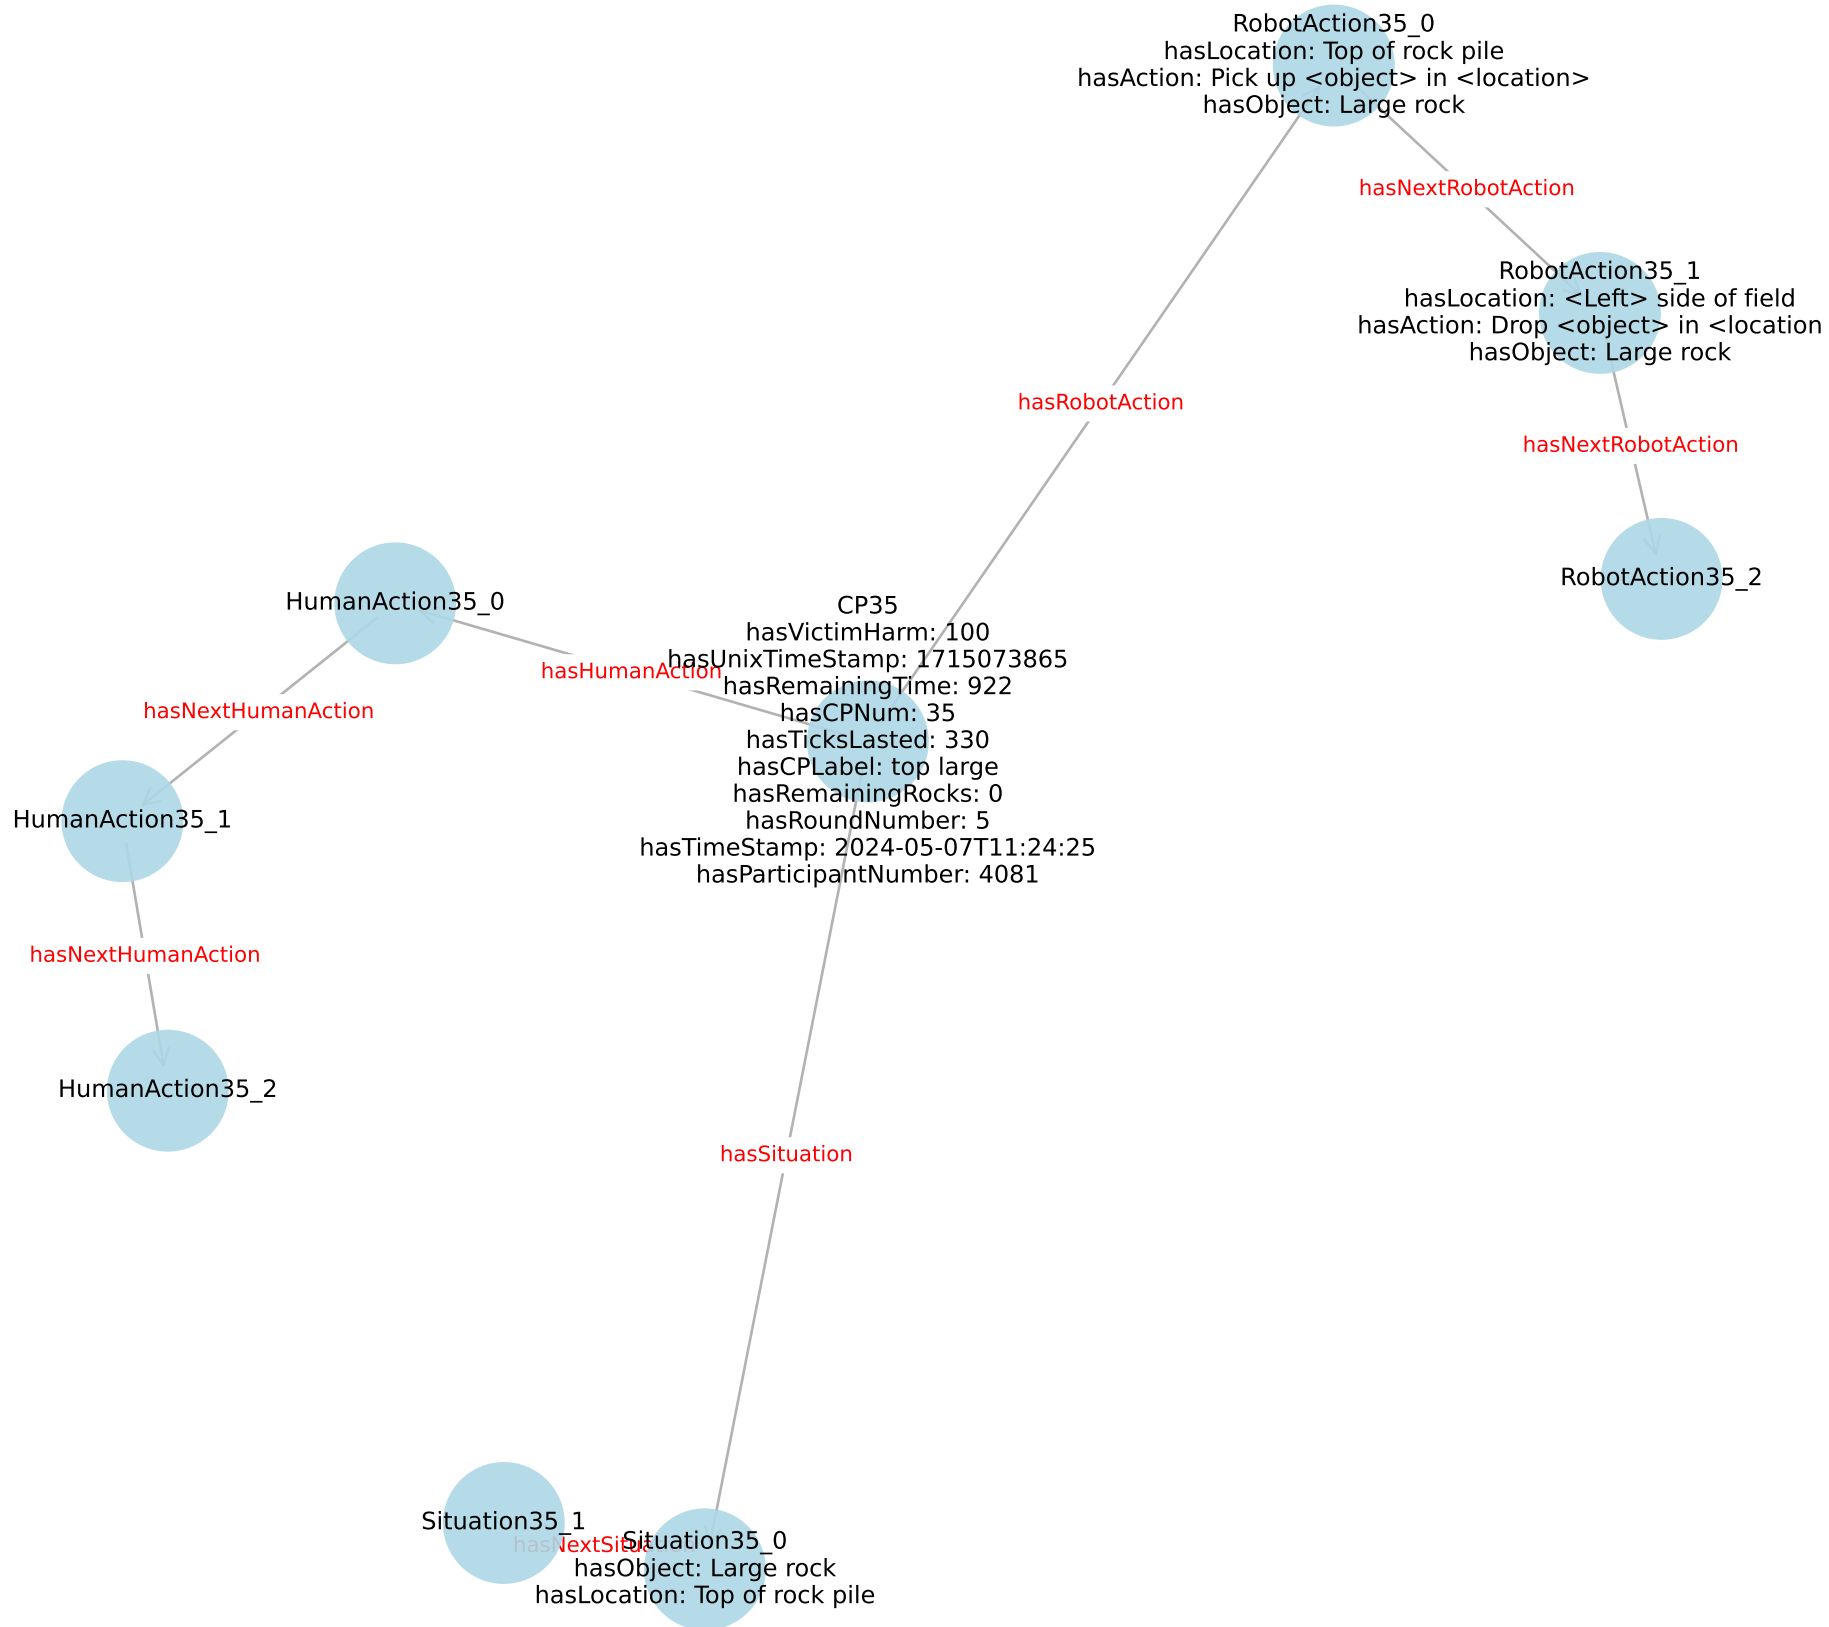 RobotAction35_0
hasLocation: Top of rock pile
hasAction: Pick up <object> in <location>
hasObject: Large rock
hasNextRobotAction
RobotAction35_1
hasLocation: <Left> side of field
hasAction: Drop <object> in <location
hasObject: Large rock
hasRobotAction
hasNextRobotAction
RobotAction35_2
HumanAction35_0
CP35
hasVictimHarm: 100
hasUnixTimeStamp: 1715073865
hasHumanAction
hasRemainingTime: 922
hasNextHumanAction
hasCPNum: 35
hasTicksLasted: 330
hasCPLabel: top large
hasRemainingRocks: 0
HumanAction35_1
hasRoundNumber: 5
hasTimeStamp: 2024-05-07T11:24:25
hasParticipantNumber: 4081
hasNextHumanAction
HumanAction35_2
hasSituation
Situation35_1
Situation35_0
hasObject: Large rock
hasLocation: Top of rock pile